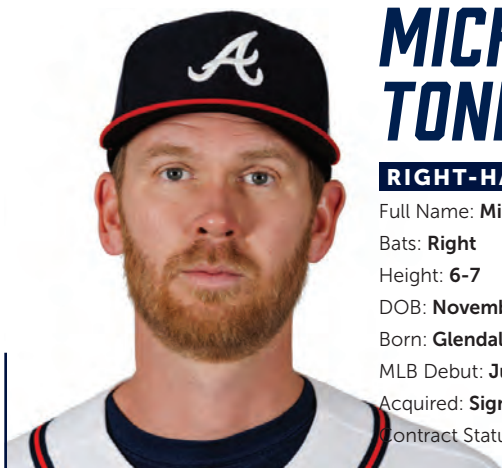 A
MICH
TON
RIGHT-HA
Full Name: Mi
Bats: Right
Height: 6-7
DOB: Novemb
Born: Glendal
MLB Debut: Ju
Acquired: Sign
Contract Statu